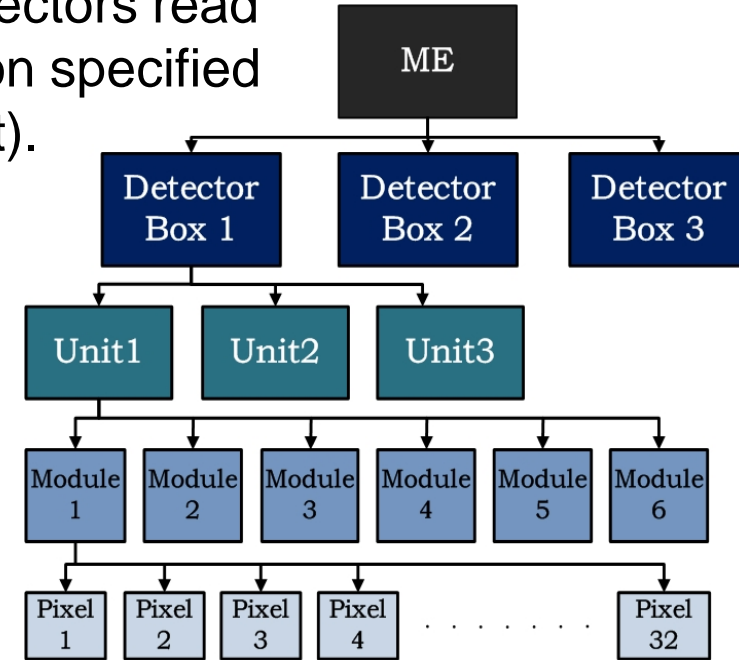 ectors read
on specified
t).
ME
Detector
Box 1
Detector
Box 2
Detector
Box 3
Unit1
Unit2
Unit3
Module
1
Module
2
Module
3
Module
4
Module
5
Module
6
Pixel
1
Pixel
2
Pixel
3
Pixel
4
. . . . . . .
Pixel
32